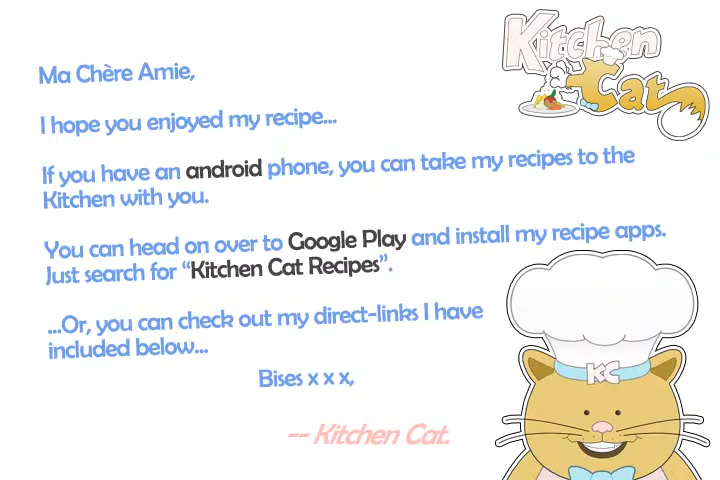 Kitchen
Cat
Ma Chère Amie,
I hope you enjoyed my recipe...
If you have an android phone, you can take my recipes to the
Kitchen with you.
You can head on over to Google Play and install my recipe apps.
Just search for “Kitchen Cat Recipes”.
...Or, you can check out my direct-links I have
included below...
Bises x x x,
-- Kitchen Cat.
KC